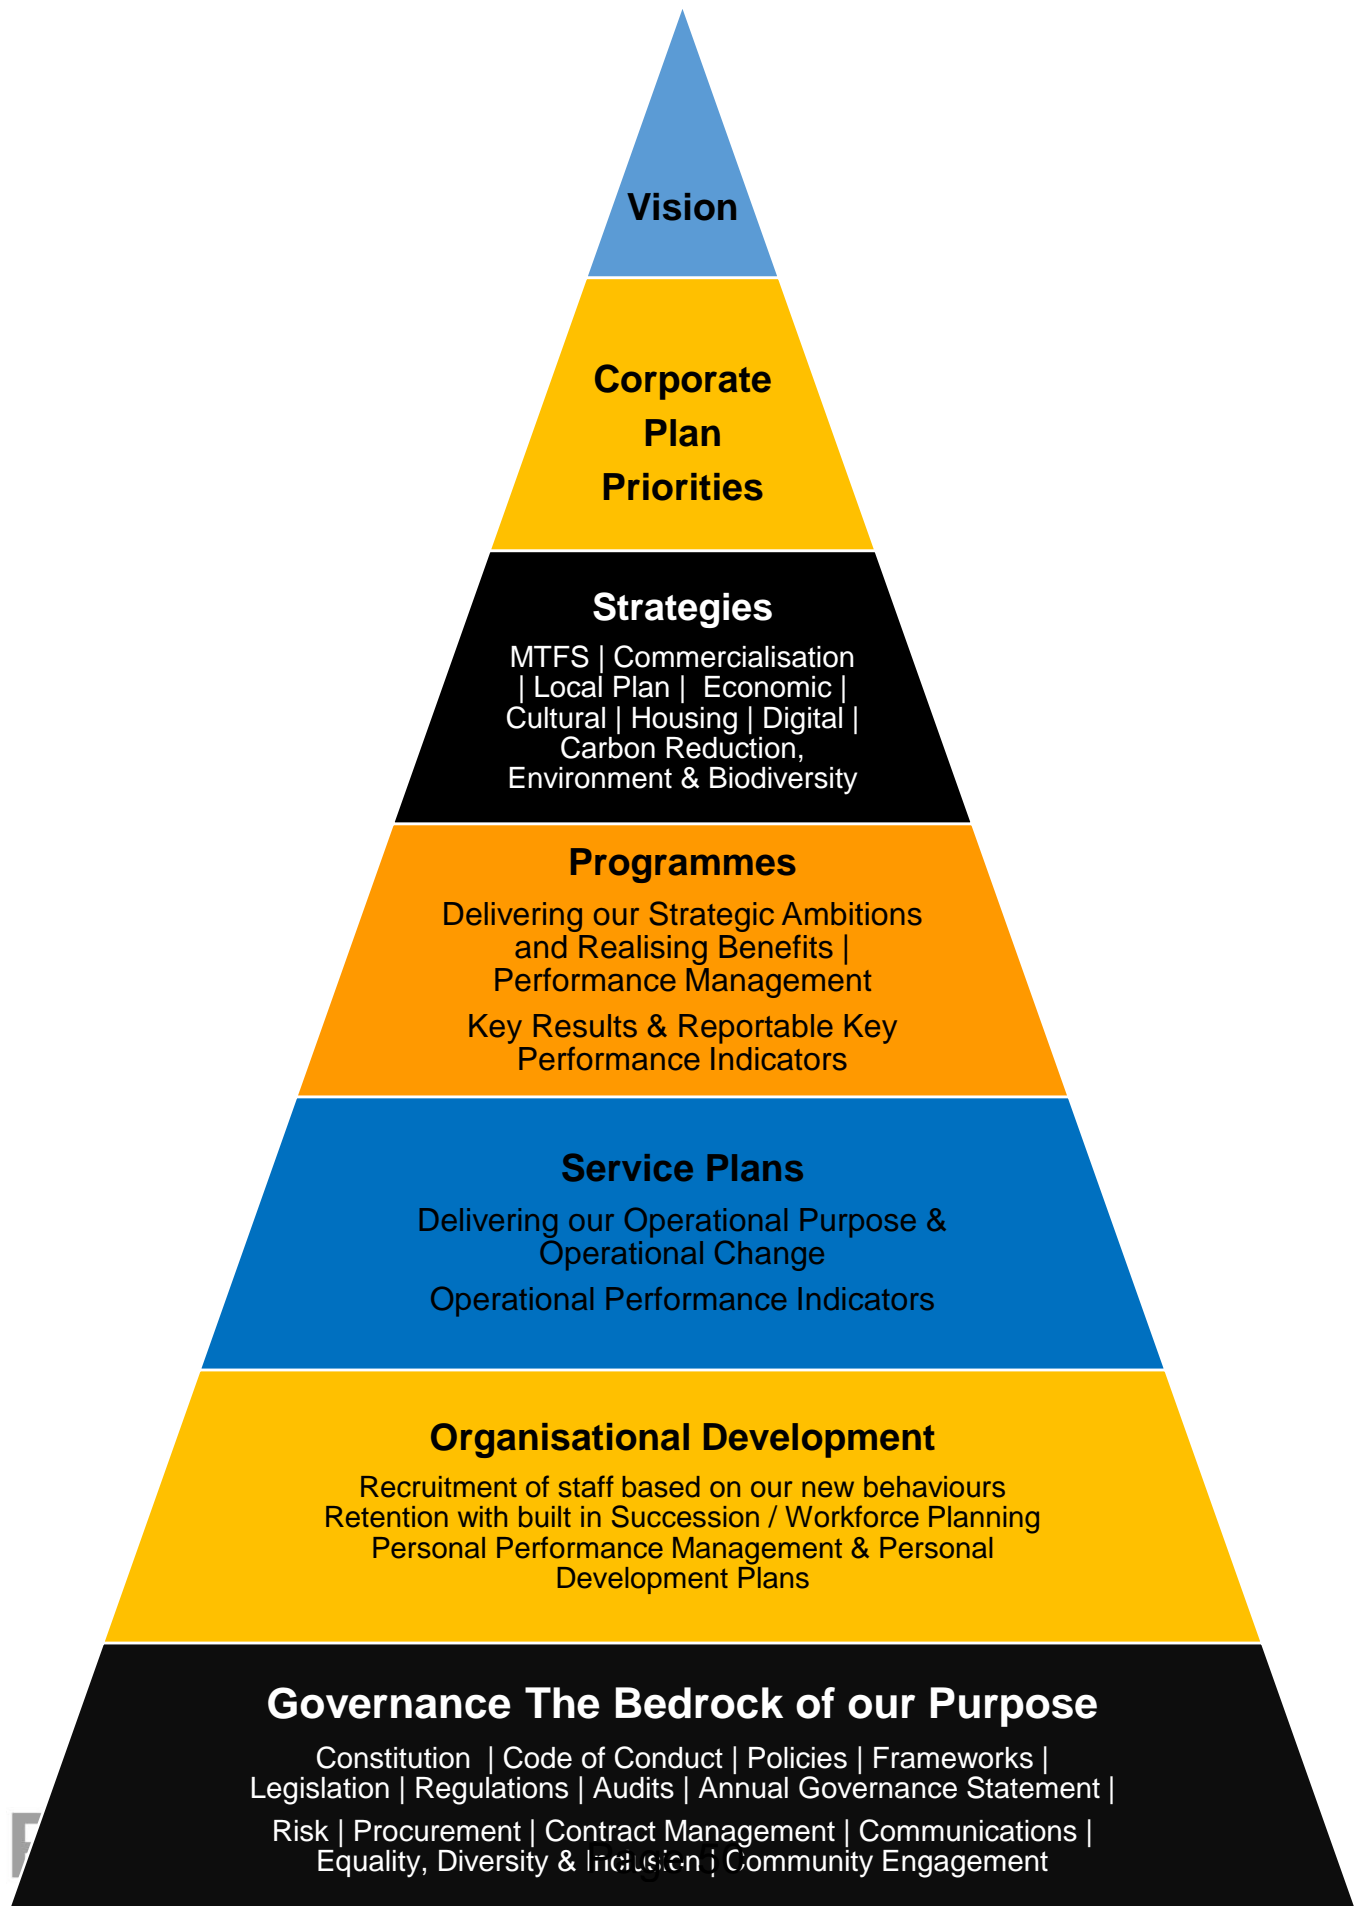 Vision
Corporate
Plan
Priorities
Strategies
MTFS | Commercialisation
| Local Plan | Economic |
Cultural | Housing | Digital |
Carbon Reduction,
Environment & Biodiversity
Programmes
Delivering our Strategic Ambitions
and Realising Benefits |
Performance Management
Key Results & Reportable Key
Performance Indicators
Service Plans
Delivering our Operational Purpose &
Operational Change
Operational Performance Indicators
Organisational Development
Recruitment of staff based on our new behaviours
Retention with built in Succession / Workforce Planning
Personal Performance Management & Personal
Development Plans
Governance The Bedrock of our Purpose
Constitution | Code of Conduct | Policies | Frameworks |
Legislation | Regulations | Audits | Annual Governance Statement |
Risk | Procurement | Contract Management | Communications |
Equality, Diversity & Inclusion | Community Engagement
Page 50